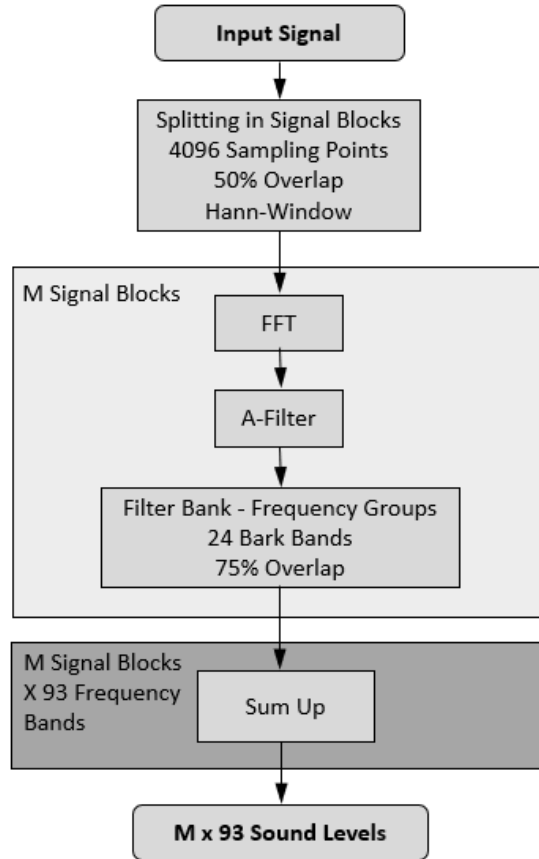 Input Signal
Splitting in Signal Blocks
4096 Sampling Points
50% Overlap
Hann-Window
M Signal Blocks
FFT
A-Filter
Filter Bank - Frequency Groups
24 Bark Bands
75% Overlap
M Signal Blocks
X 93 Frequency
Bands
Sum Up
M x 93 Sound Levels